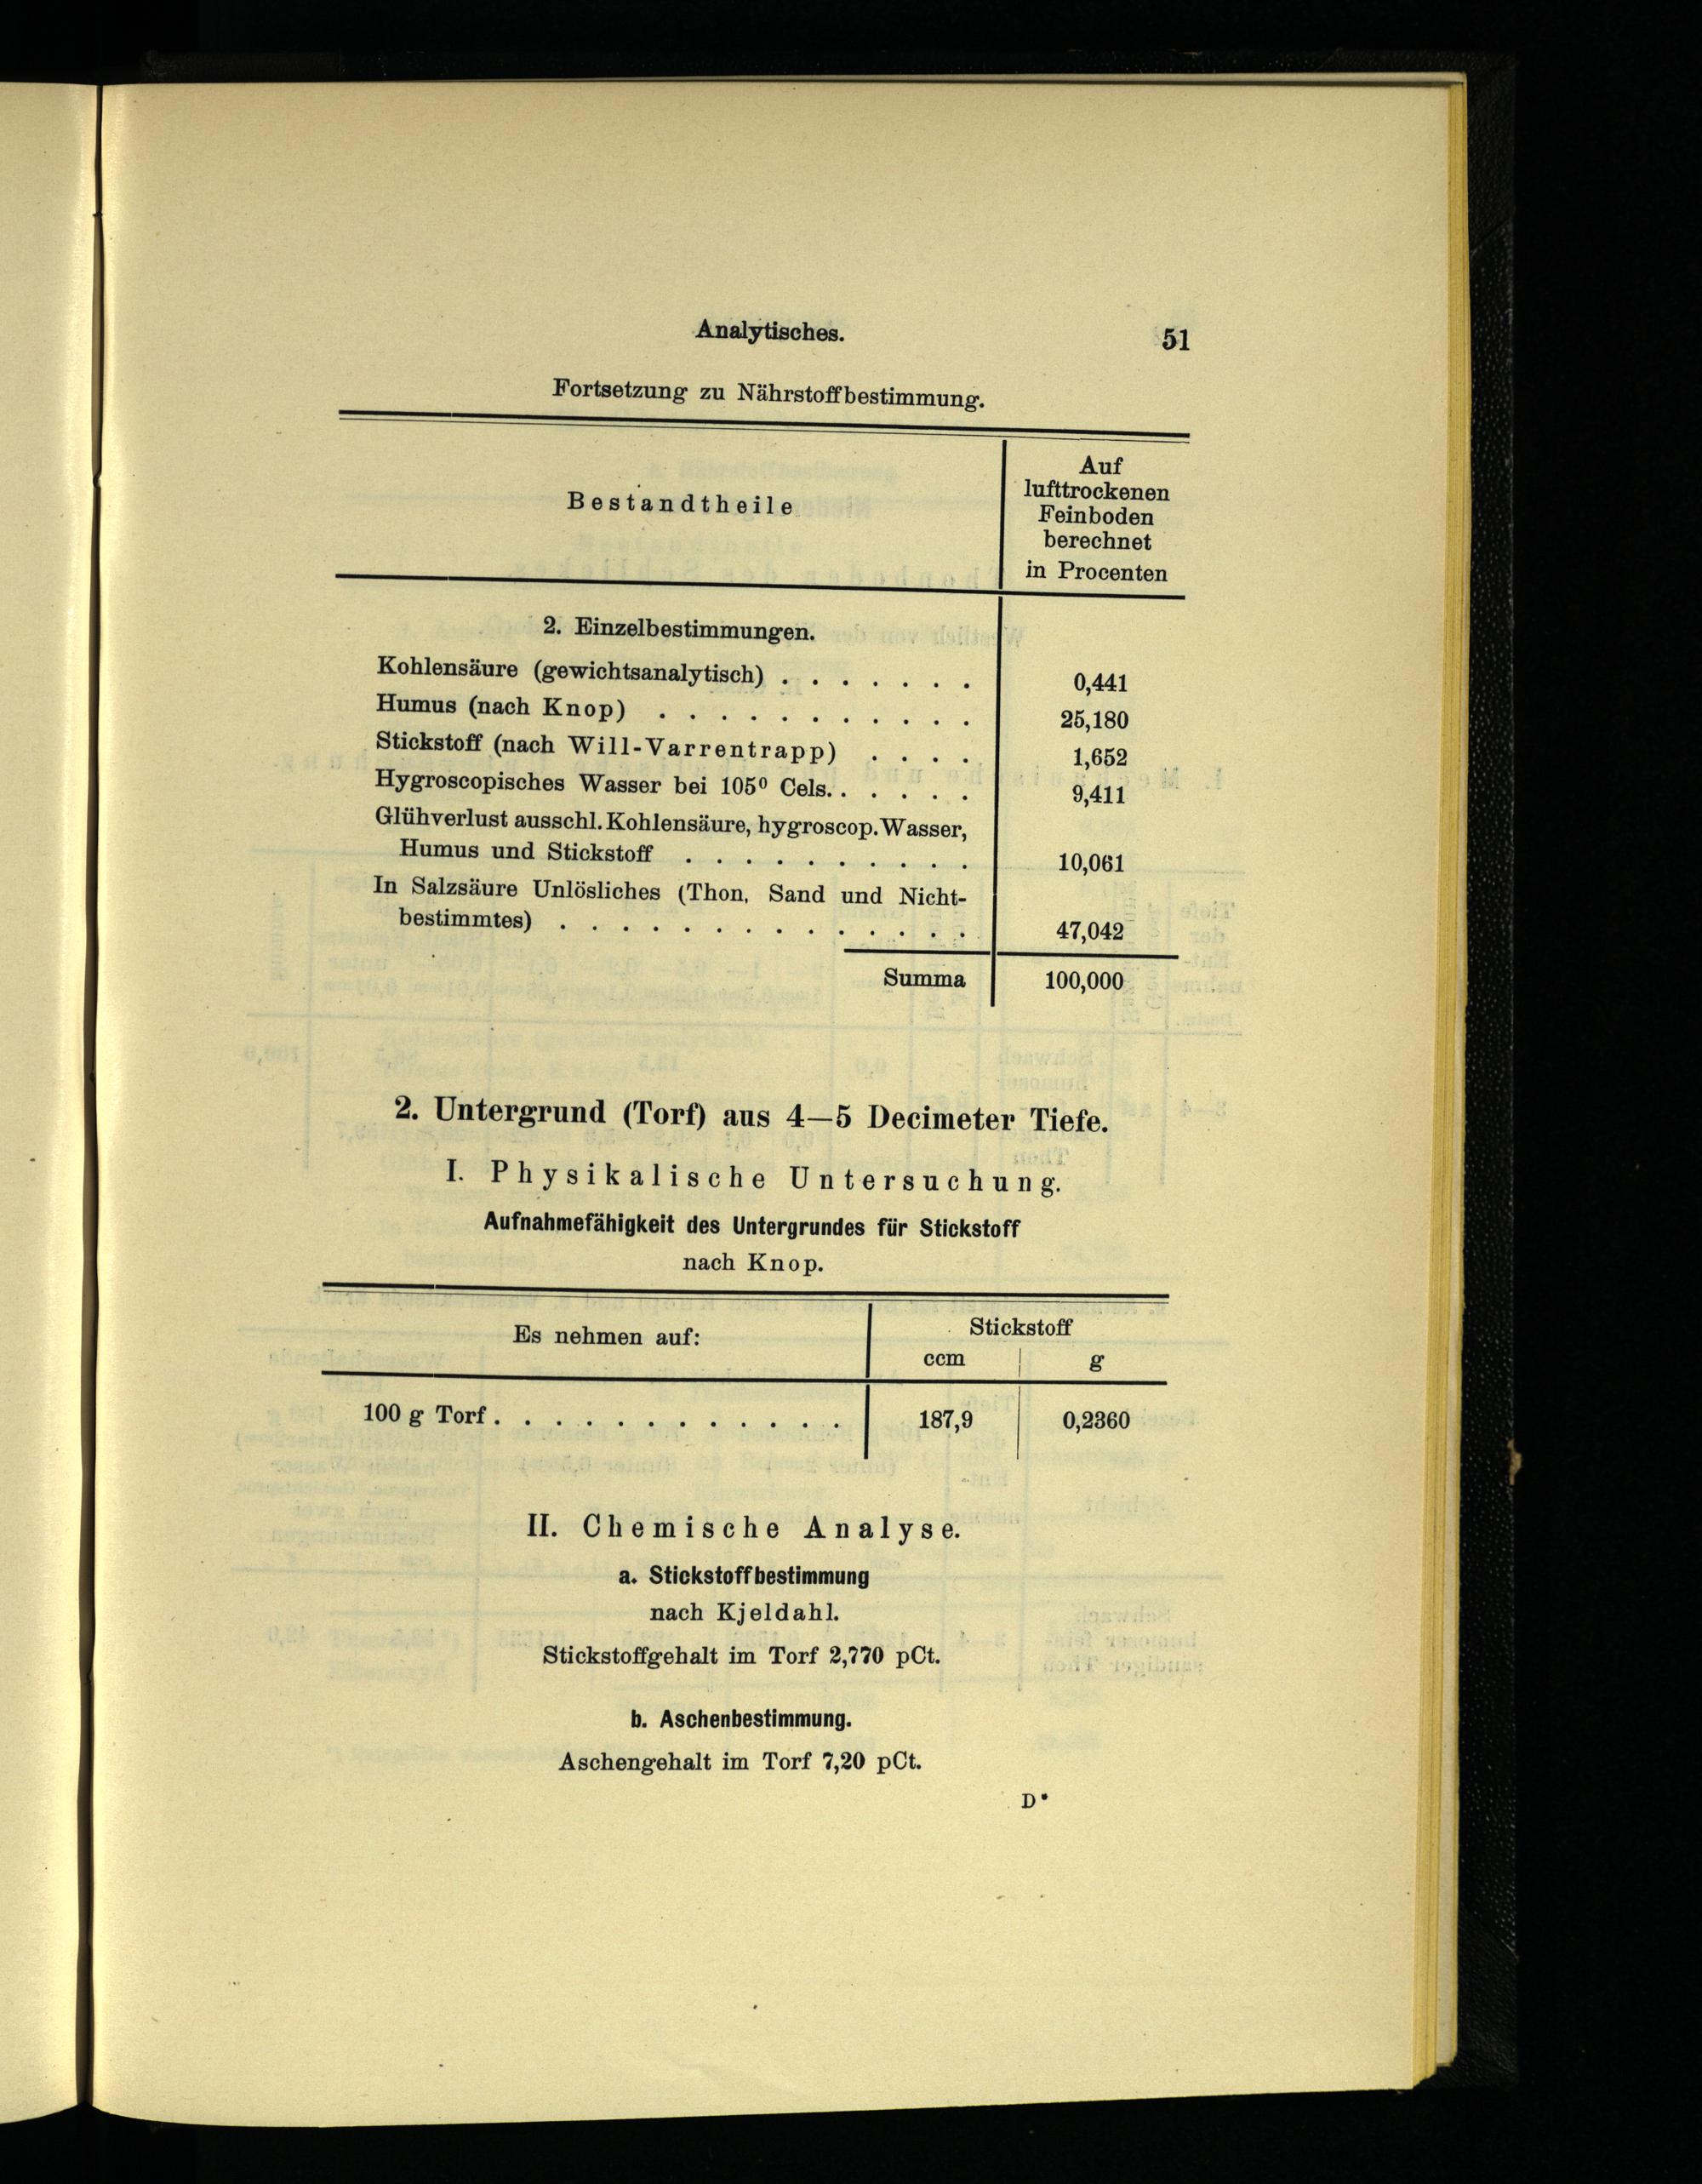 Analytisches. 51
Fortsetzung zu Nährstoffbestimmung.
Bestandtheile
Auf
lufttrockenen
Feinboden
berechnet
in Procenten
2. Einzelbestimmungen.
Kohlensäure (gewichtsanalytisch) . . . . . . . 0,441
Humus (nach Knop) . . . . . . . . . . . 25,180
Stickstoff (nach Will-Varrentrapp) . . . . 1,652
Hygroscopisches Wasser bei 105⁰ Cels. . . . . . 9,411
Glühverlust ausschl. Kohlensäure, hygroscop. Wasser,
Humus und Stickstoff . . . . . . . . . . 10,061
In Salzsäure Unlösliches (Thon, Sand und Nicht-
bestimmtes) . . . . . . . . . . . . . . 47,042
Summa 100,000
2. Untergrund (Torf) aus 4—5 Decimeter Tiefe.
I. Physikalische Untersuchung.
Aufnahmefähigkeit des Untergrundes für Stickstoff
nach Knop.
Es nehmen auf: Stickstoff
ccm g
100 g Torf . . . . . . . . . . . . 187,9 0,2360
II. Chemische Analyse.
a. Stickstoffbestimmung
nach Kjeldahl.
Stickstoffgehalt im Torf 2,770 pCt.
b. Aschenbestimmung.
Aschengehalt im Torf 7,20 pCt.
D*